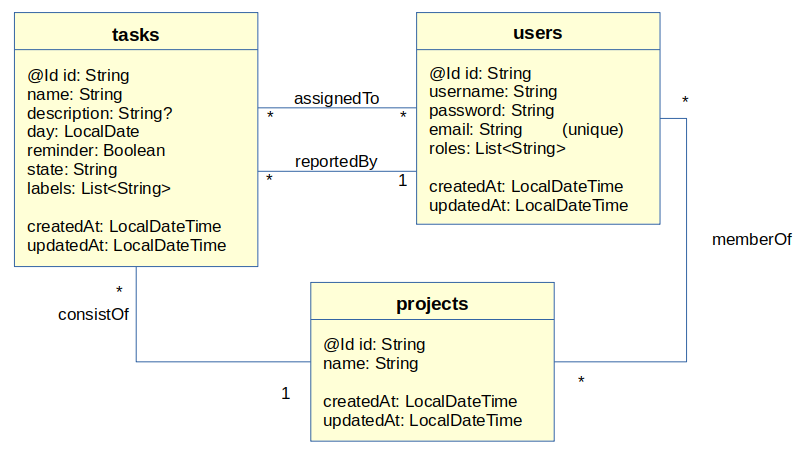 tasks
@Id id: String
name: String
description: String?
day: LocalDate
reminder: Boolean
state: String
labels: List<String>
createdAt: LocalDateTime
updatedAt: LocalDateTime
assignedTo
*
*
reportedBy
*
1
users
@Id id: String
username: String
password: String
email: String (unique)
roles: List<String>
createdAt: LocalDateTime
updatedAt: LocalDateTime
*
memberOf
*
*
consistOf
1
projects
@Id id: String
name: String
createdAt: LocalDateTime
updatedAt: LocalDateTime